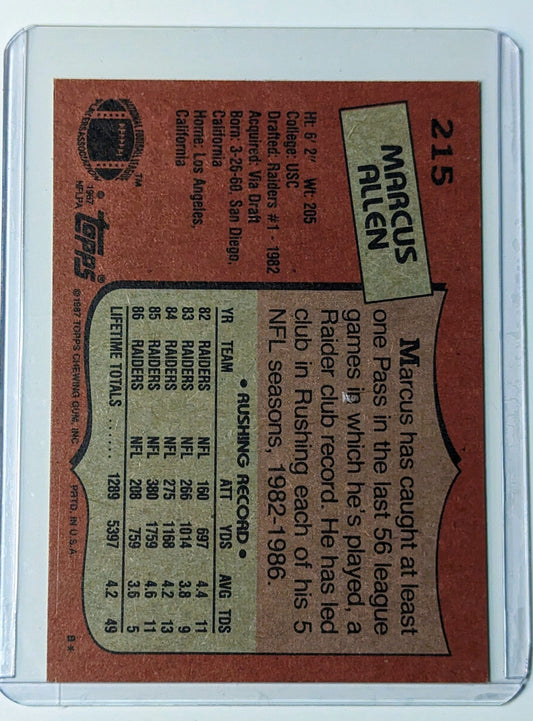 215
MARCUS
ALLEN
Ht: 6' 2" Wt: 205
College: USC
Drafted: Raiders #1 - 1982
Acquired: Via Draft
Born: 3-26-60 San Diego,
California
Home: Los Angeles,
California
TM
© 1967
NFLPA
topps®
© 1987 TOPPS CHEWING GUM, INC. PRTD. IN U.S.A. B*
Marcus has caught at least
one Pass in the last 56 league
games in which he's played, a
Raider club record. He has led
club in Rushing each of his 5
NFL seasons, 1982-1986.
• RUSHING RECORD •
YR TEAM ATT YDS AVG TDS
82 RAIDERS NFL 160 697 4.4 11
83 RAIDERS NFL 266 1014 3.8 9
84 RAIDERS NFL 275 1168 4.2 13
85 RAIDERS NFL 380 1759 4.6 11
86 RAIDERS NFL 208 759 3.6 5
LIFETIME TOTALS ...... 1289 5397 4.2 49